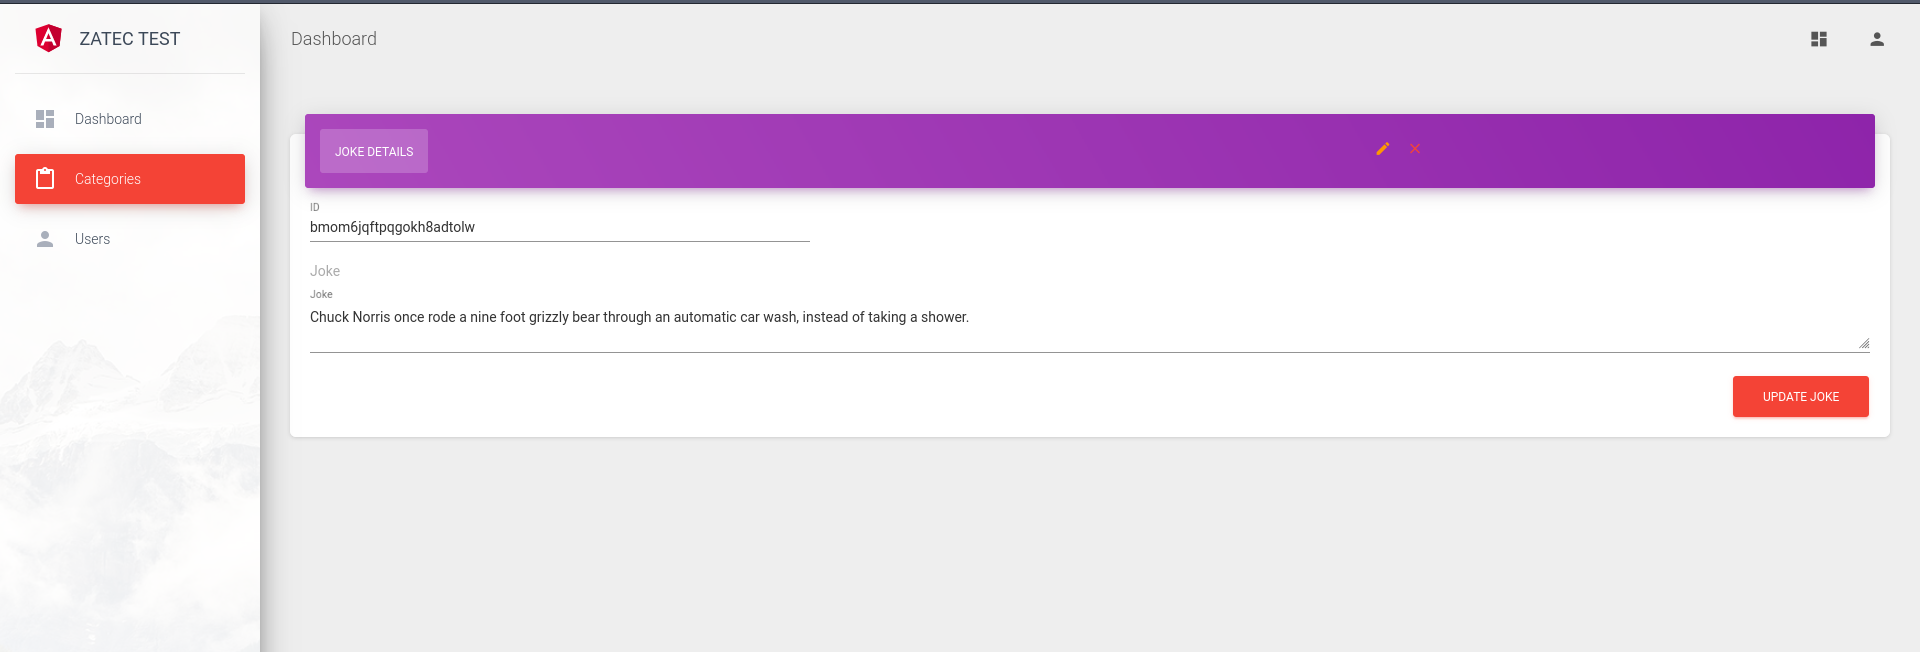 ZATEC TEST
Dashboard
Categories
Users
Dashboard
JOKE DETAILS
ID
bmom6jqftpqgokh8adtolw
Joke
Joke
Chuck Norris once rode a nine foot grizzly bear through an automatic car wash, instead of taking a shower.
UPDATE JOKE